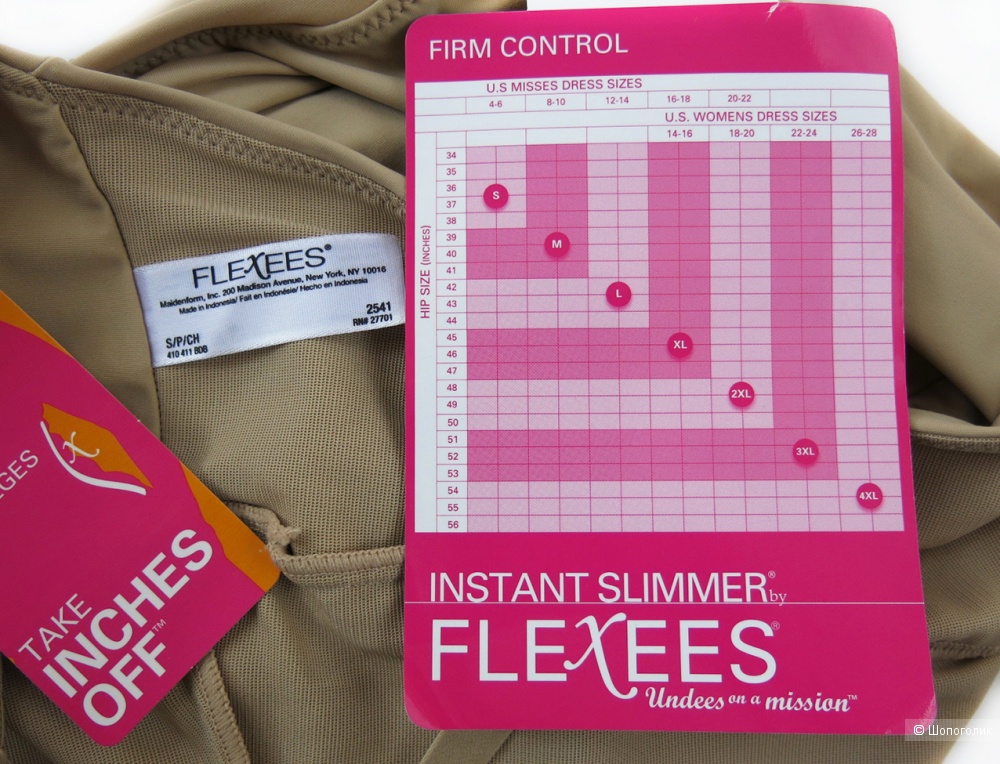 FIRM CONTROL
U.S MISSES DRESS SIZES
4-6 8-10 12-14 16-18 20-22
U.S. WOMENS DRESS SIZES
14-16 18-20 22-24 26-28
HIP SIZE (INCHES)
34
35
36
S
37
38
39
M
40
41
42
L
43
44
45
XL
46
47
48
2XL
49
50
51
3XL
52
53
54
4XL
55
56
INSTANT SLIMMER® by
FLEXEES®
Undees on a mission™
FLEXEES®
Maidenform, Inc. 200 Madison Avenue, New York, NY 10016
Made in Indonesia/ Fait en Indonésie/ Hecho en Indonesia
2541
RN# 27701
S/P/CH
410 411 BDB
X
TAKE
INCHES
OFF™
© Шопоголик